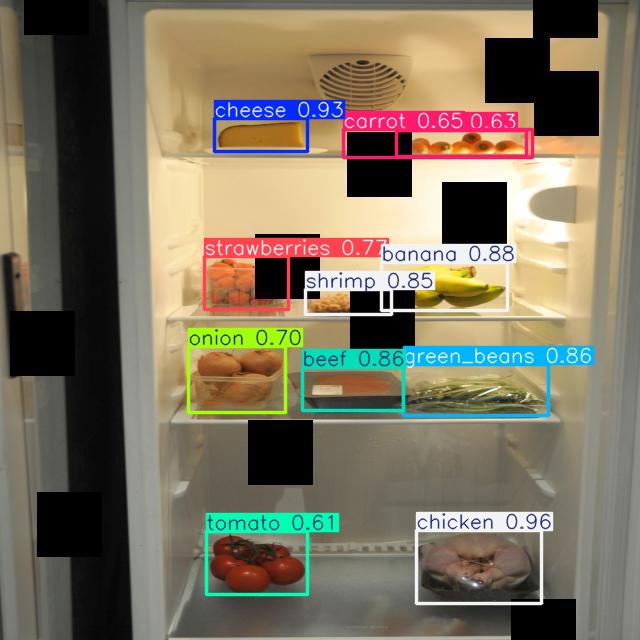 cheese 0.93
carrot 0.65 0.63
strawberries 0.77
banana 0.88
shrimp 0.85
onion 0.70
beef 0.86
green_beans 0.86
tomato 0.61
chicken 0.96